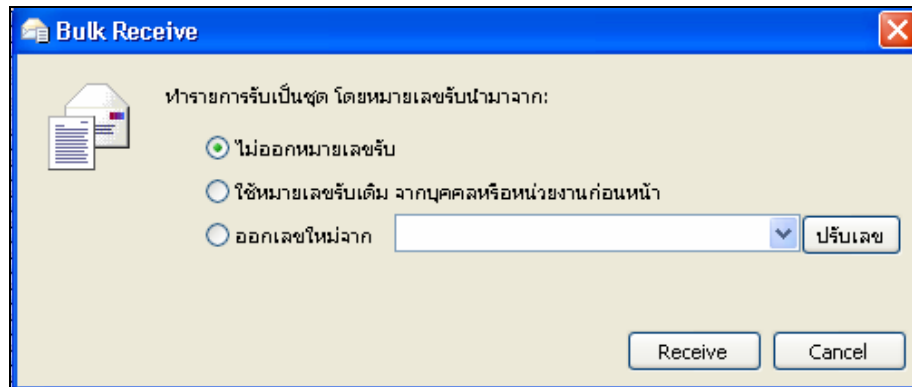 Bulk Receive
ทำรายการรับเป็นชุด โดยหมายเลขรับนำมาจาก:
ไม่ออกหมายเลขรับ
ใช้หมายเลขรับเดิม จากบุคคลหรือหน่วยงานก่อนหน้า
ออกเลขใหม่จาก ปรับเลข
Receive Cancel